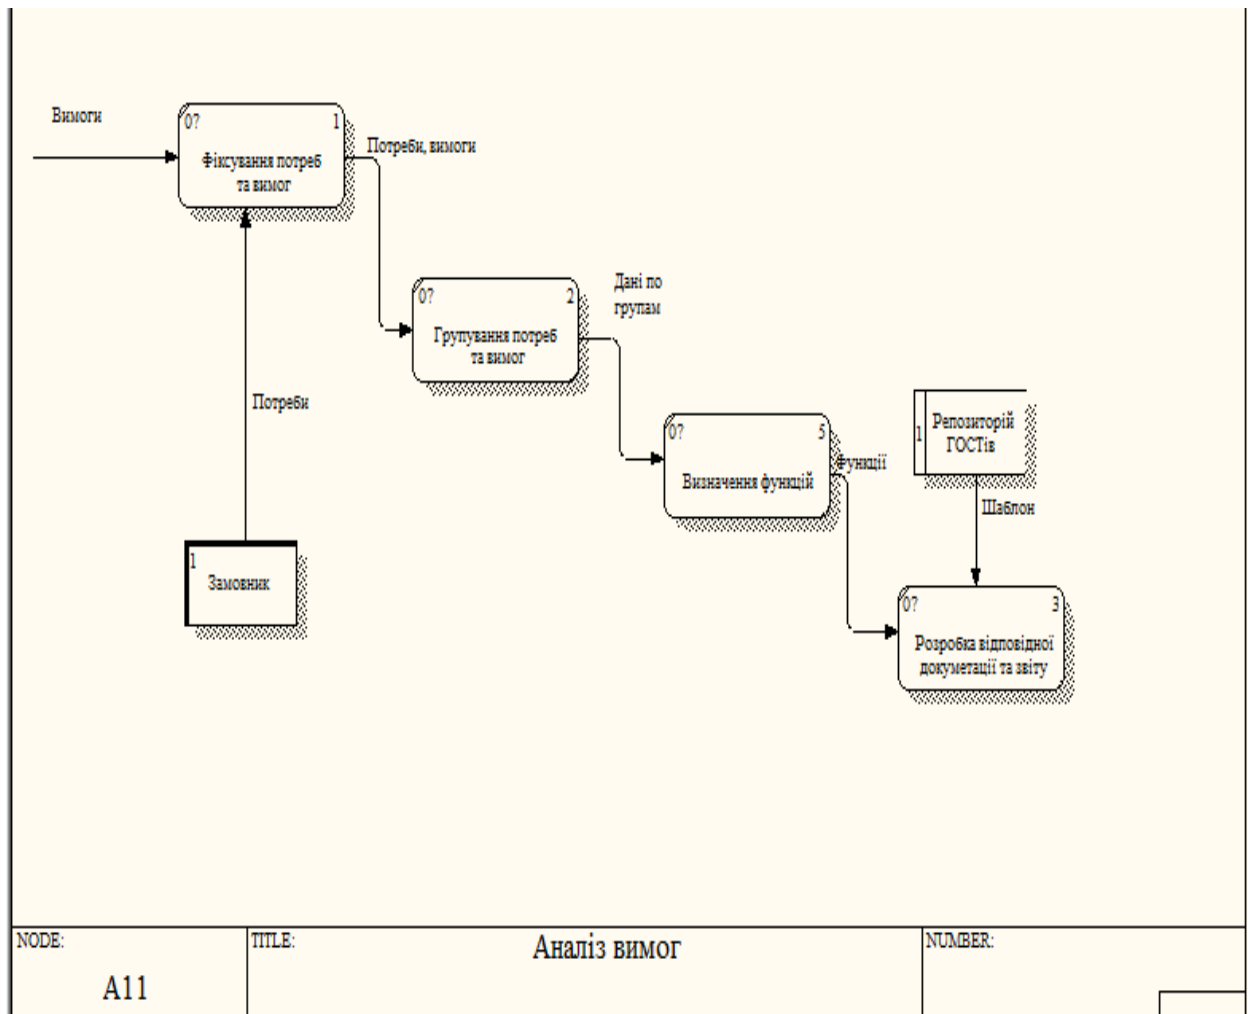 Вимоги
0? 1
Фіксування потреб
та вимог
Потреби, вимоги
0? 2
Групування потреб
та вимог
Дані по
групам
Потреби
1
Замовник
0? 5
Визначення функцій
Функції
1
Репозиторій
ГОСТів
Шаблон
0? 3
Розробка відповідної
докуметації та звіту
NODE:
A11
TITLE:
Аналіз вимог
NUMBER: